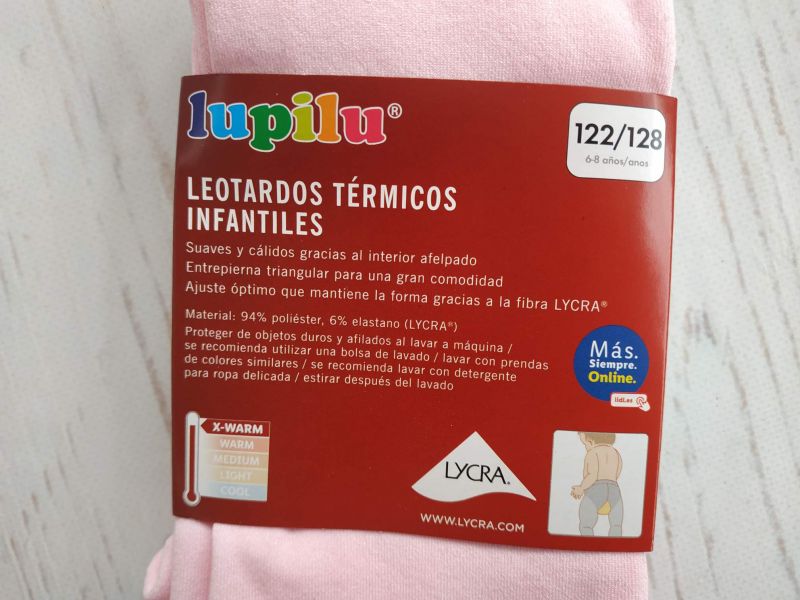 lupilu®
122/128
6-8 años/anos
LEOTARDOS TÉRMICOS
INFANTILES
Suaves y cálidos gracias al interior afelpado
Entrepierna triangular para una gran comodidad
Ajuste óptimo que mantiene la forma gracias a la fibra LYCRA®
Material: 94% poliéster, 6% elastano (LYCRA®)
Proteger de objetos duros y afilados al lavar a máquina /
se recomienda utilizar una bolsa de lavado / lavar con prendas
de colores similares / se recomienda lavar con detergente
para ropa delicada / estirar después del lavado
Más.
Siempre.
Online.
lidl.es
X-WARM
WARM
MEDIUM
LIGHT
COOL
LYCRA®
WWW.LYCRA.COM